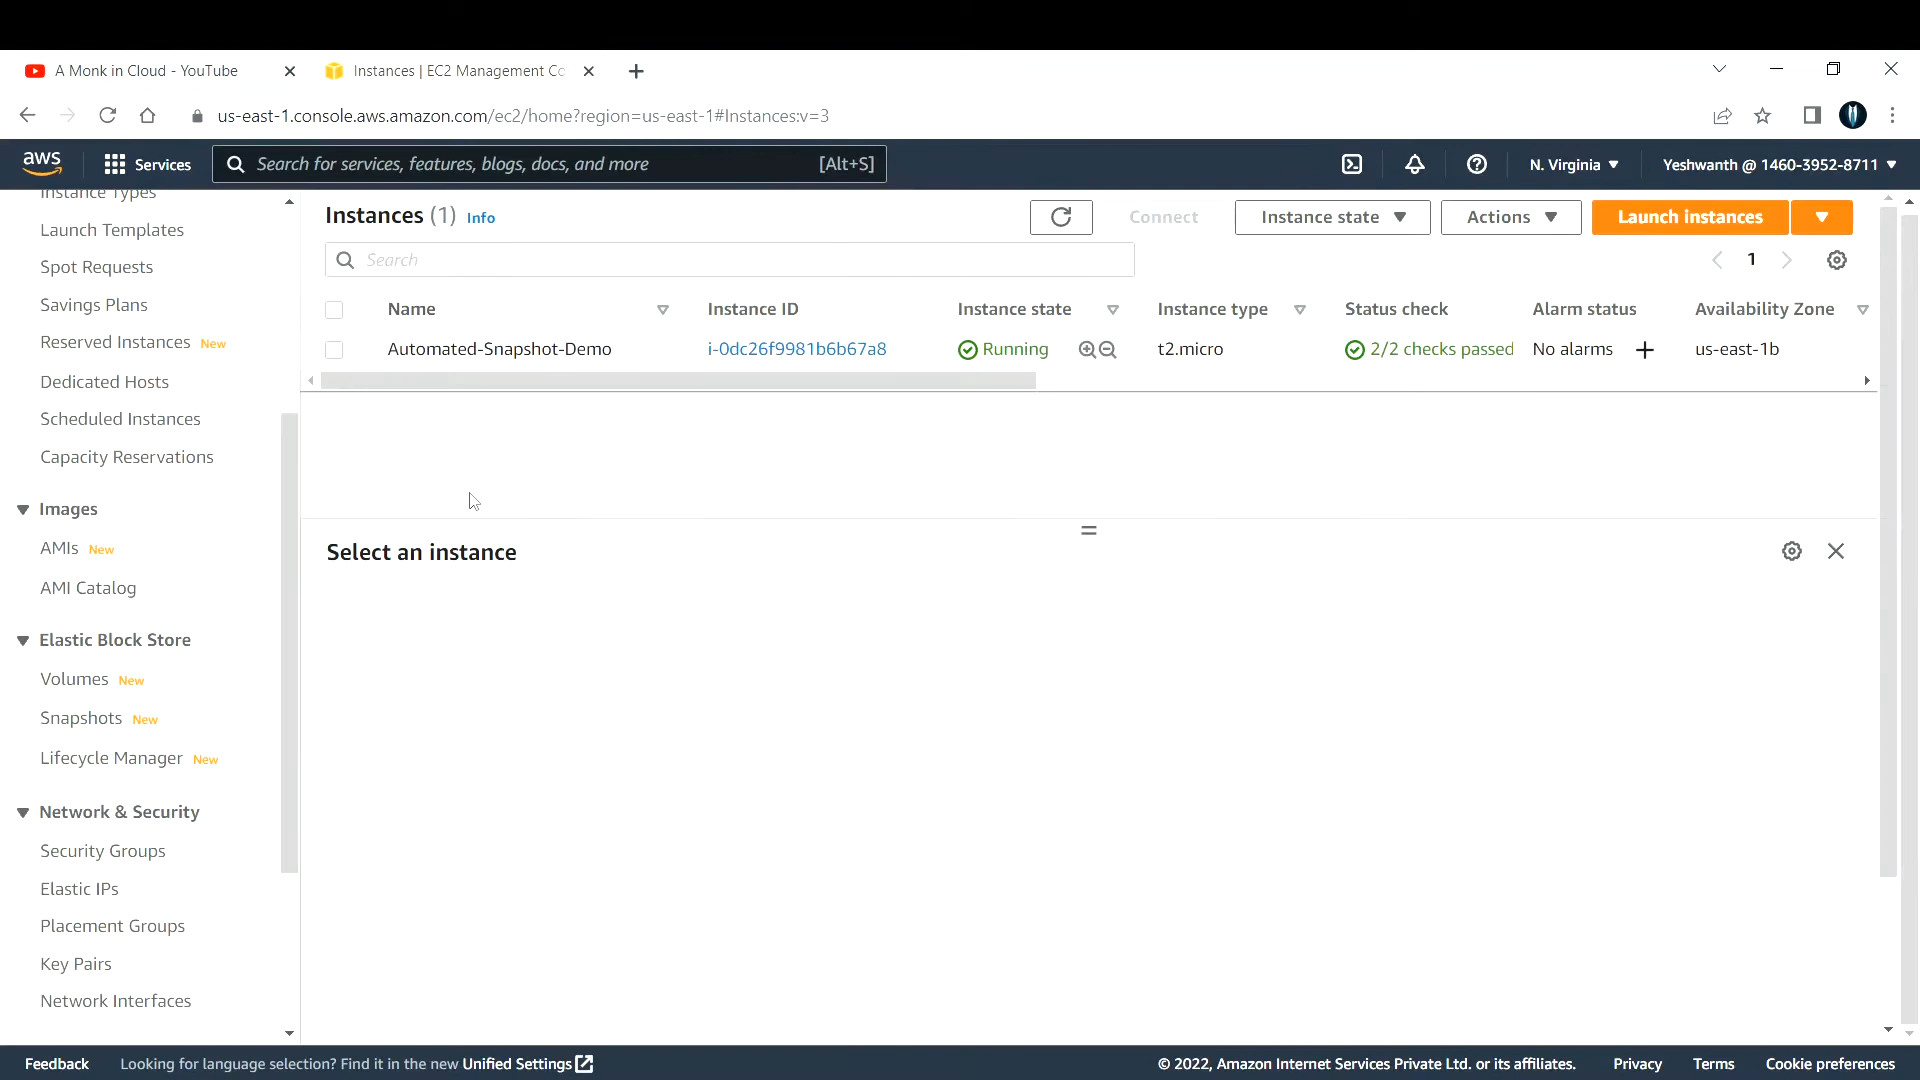 A Monk in Cloud - YouTube
Instances | EC2 Management Co
us-east-1.console.aws.amazon.com/ec2/home?region=us-east-1#Instances:v=3
aws
Services
Search for services, features, blogs, docs, and more
[Alt+S]
N. Virginia
Yeshwanth @ 1460-3952-8711
Instance Types
Launch Templates
Spot Requests
Savings Plans
Reserved Instances New
Dedicated Hosts
Scheduled Instances
Capacity Reservations
Images
AMIs New
AMI Catalog
Elastic Block Store
Volumes New
Snapshots New
Lifecycle Manager New
Network & Security
Security Groups
Elastic IPs
Placement Groups
Key Pairs
Network Interfaces
Instances (1) Info
Connect
Instance state
Actions
Launch instances
Search
1
Name Instance ID Instance state Instance type Status check Alarm status Availability Zone
Automated-Snapshot-Demo i-0dc26f9981b6b67a8 Running t2.micro 2/2 checks passed No alarms + us-east-1b
Select an instance
Feedback Looking for language selection? Find it in the new Unified Settings
© 2022, Amazon Internet Services Private Ltd. or its affiliates. Privacy Terms Cookie preferences